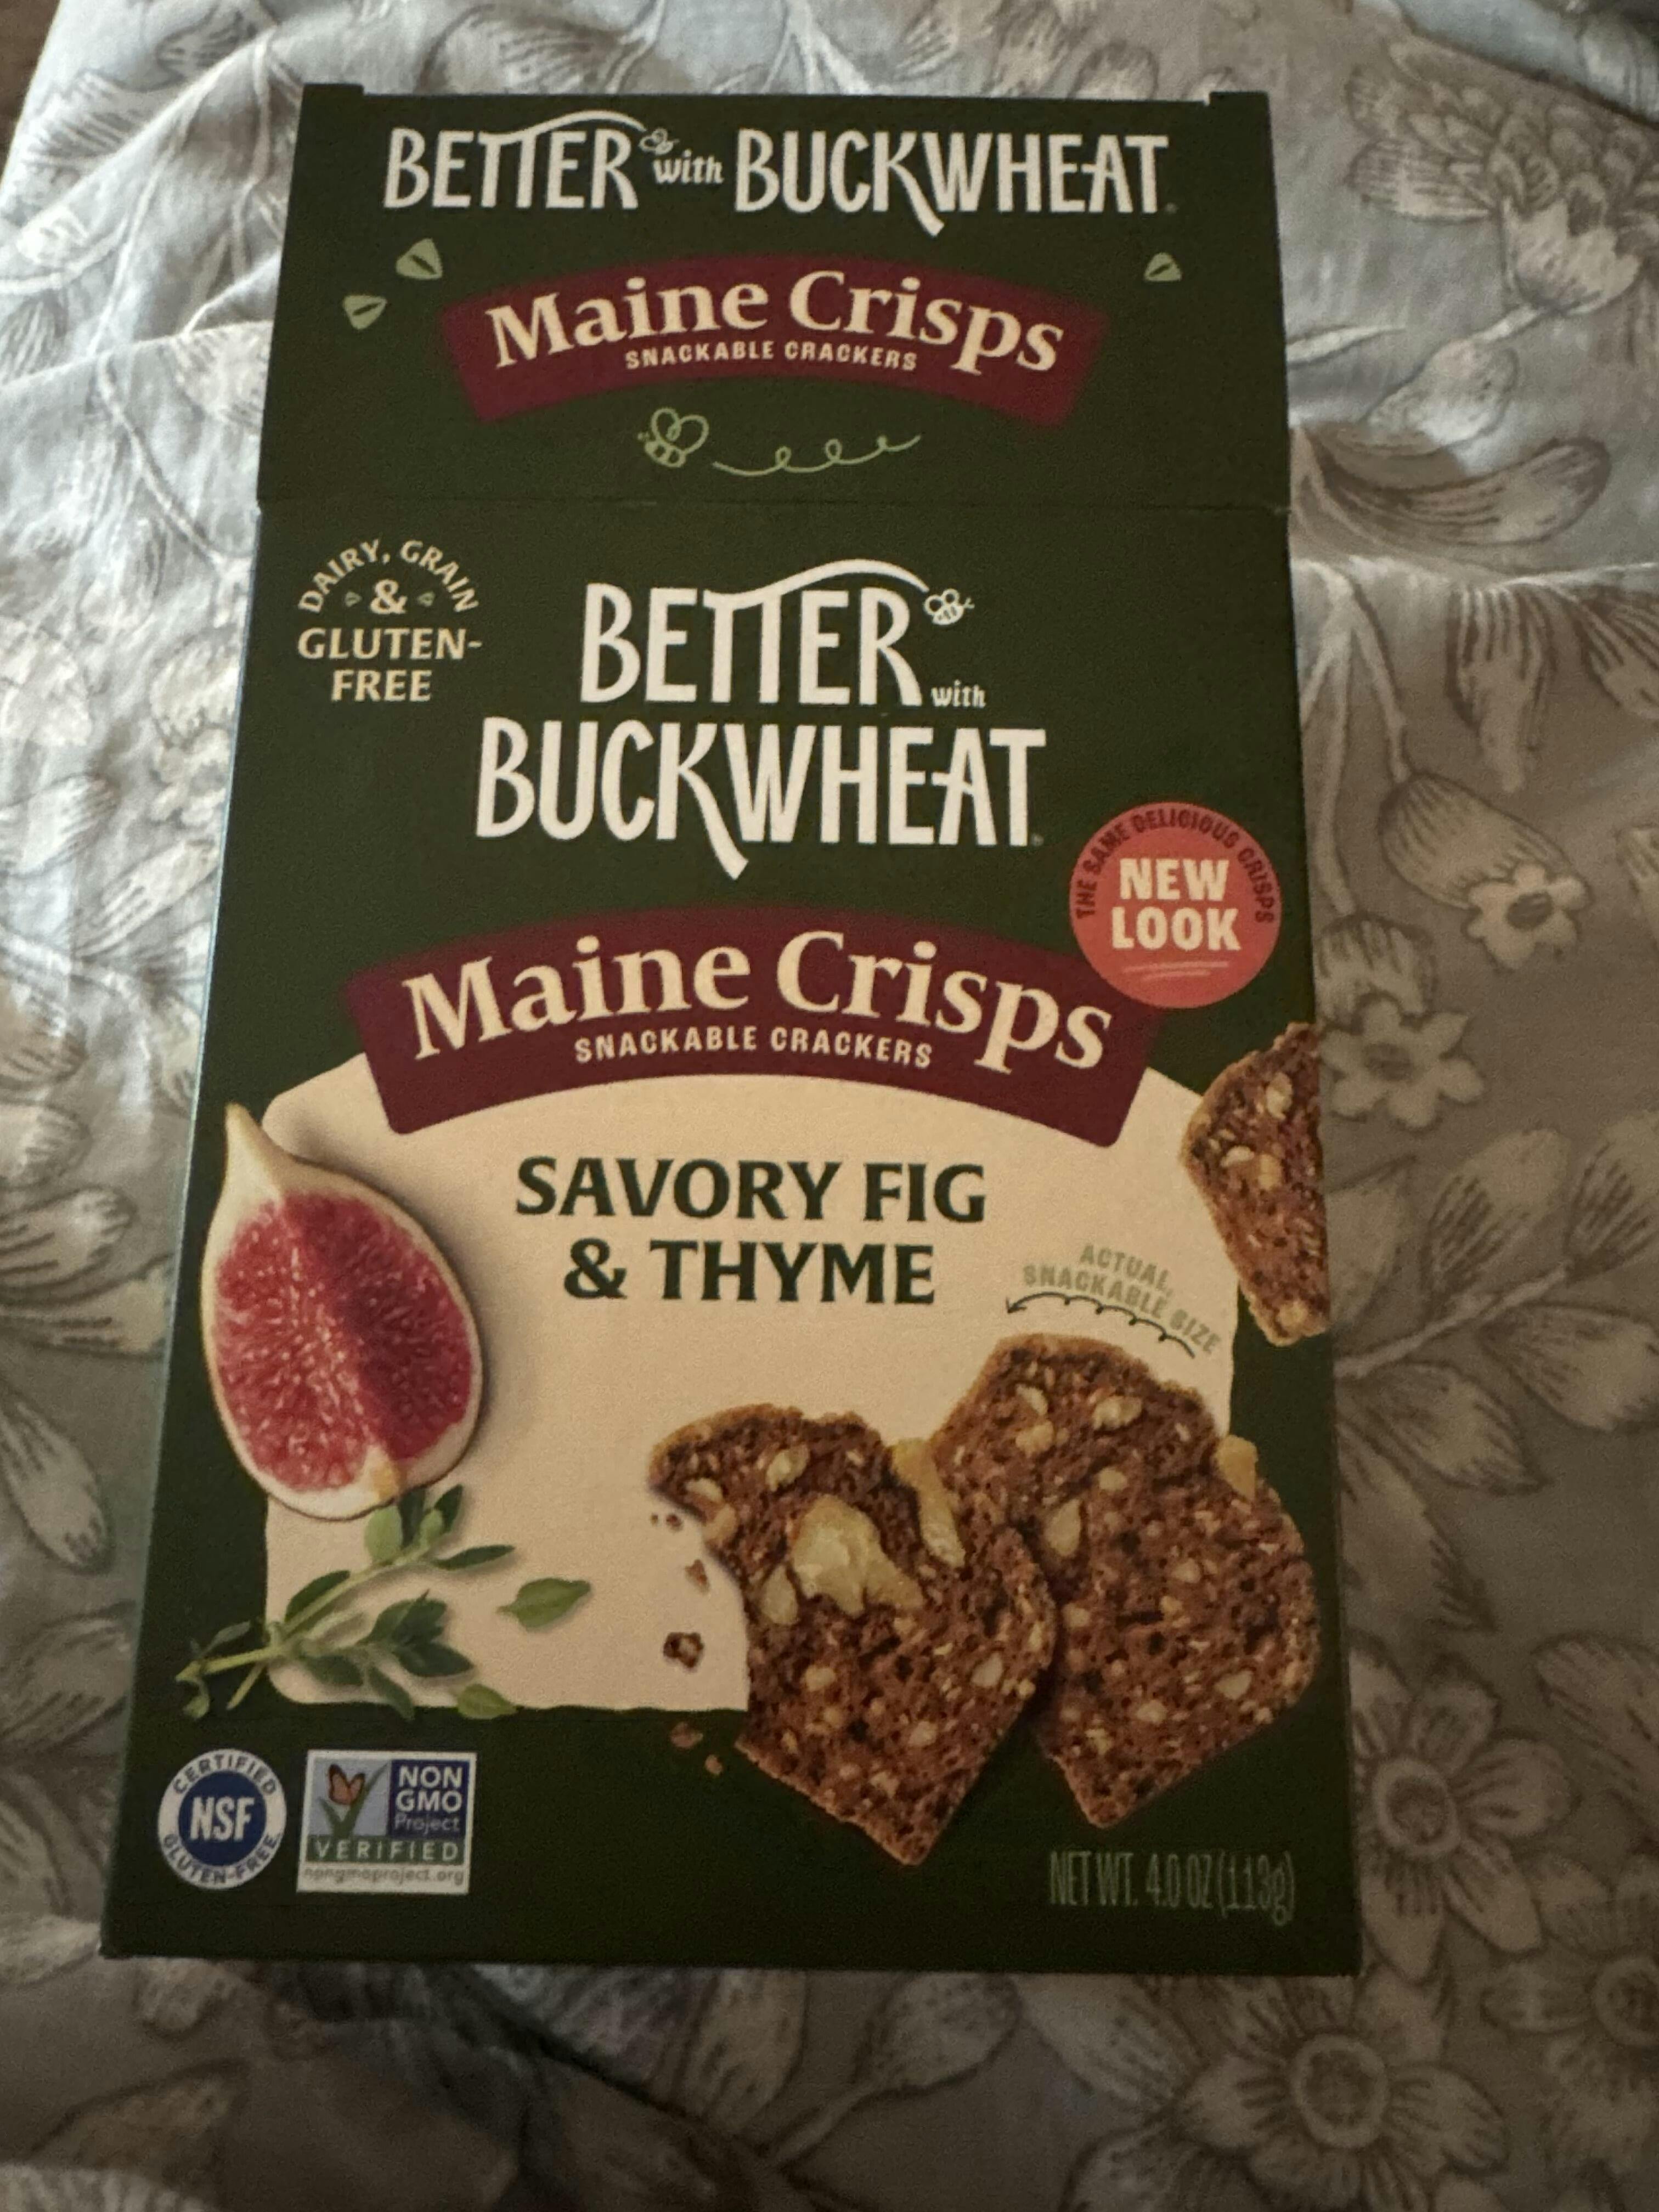 BETTER with BUCKWHEAT
Maine Crisps
SNACKABLE CRACKERS
DAIRY, GRAIN
&
GLUTEN-
FREE
BETTER with
BUCKWHEAT
THE SAME DELICIOUS CRISPS
NEW
LOOK
Maine Crisps
SNACKABLE CRACKERS
SAVORY FIG
& THYME
ACTUAL
SNACKABLE SIZE
CERTIFIED
NSF
GLUTEN-FREE
NON
GMO
Project
VERIFIED
nongmoproject.org
NET WT. 4.0 OZ (113g)